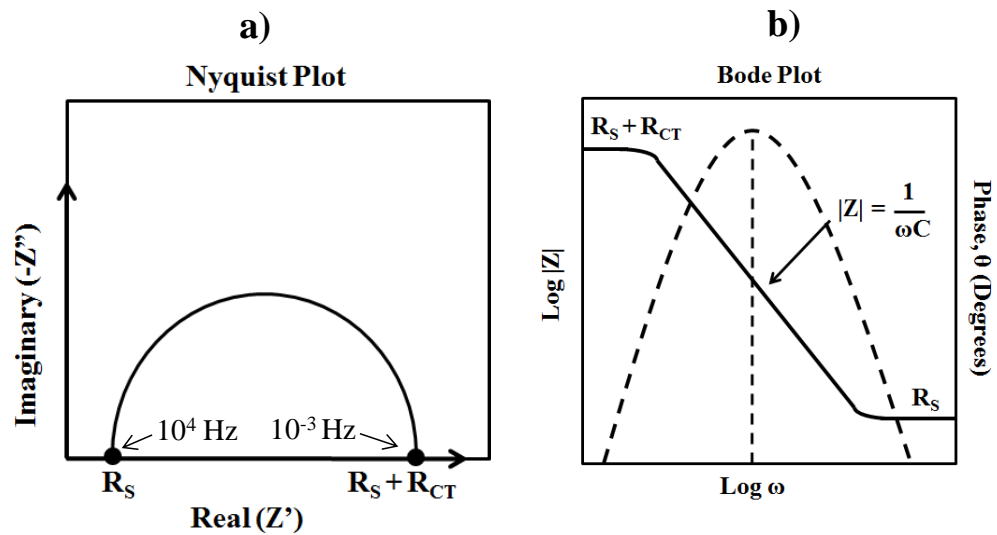 a)
Nyquist Plot
Imaginary (-Z”)
10⁴ Hz
10⁻³ Hz
R_S
R_S + R_CT
Real (Z’)
b)
Bode Plot
R_S + R_CT
|Z| = 1/ωC
Log |Z|
Phase, θ (Degrees)
R_S
Log ω